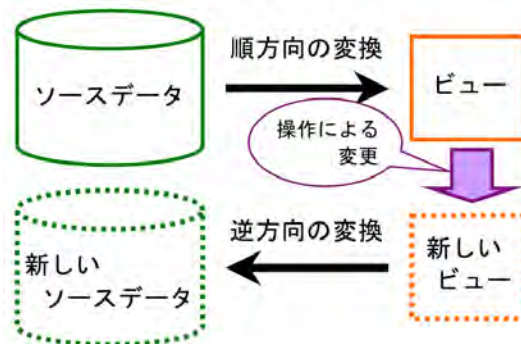 順方向の変換
ソースデータ
ビュー
操作による
変更
逆方向の変換
新しい
ソースデータ
新しい
ビュー